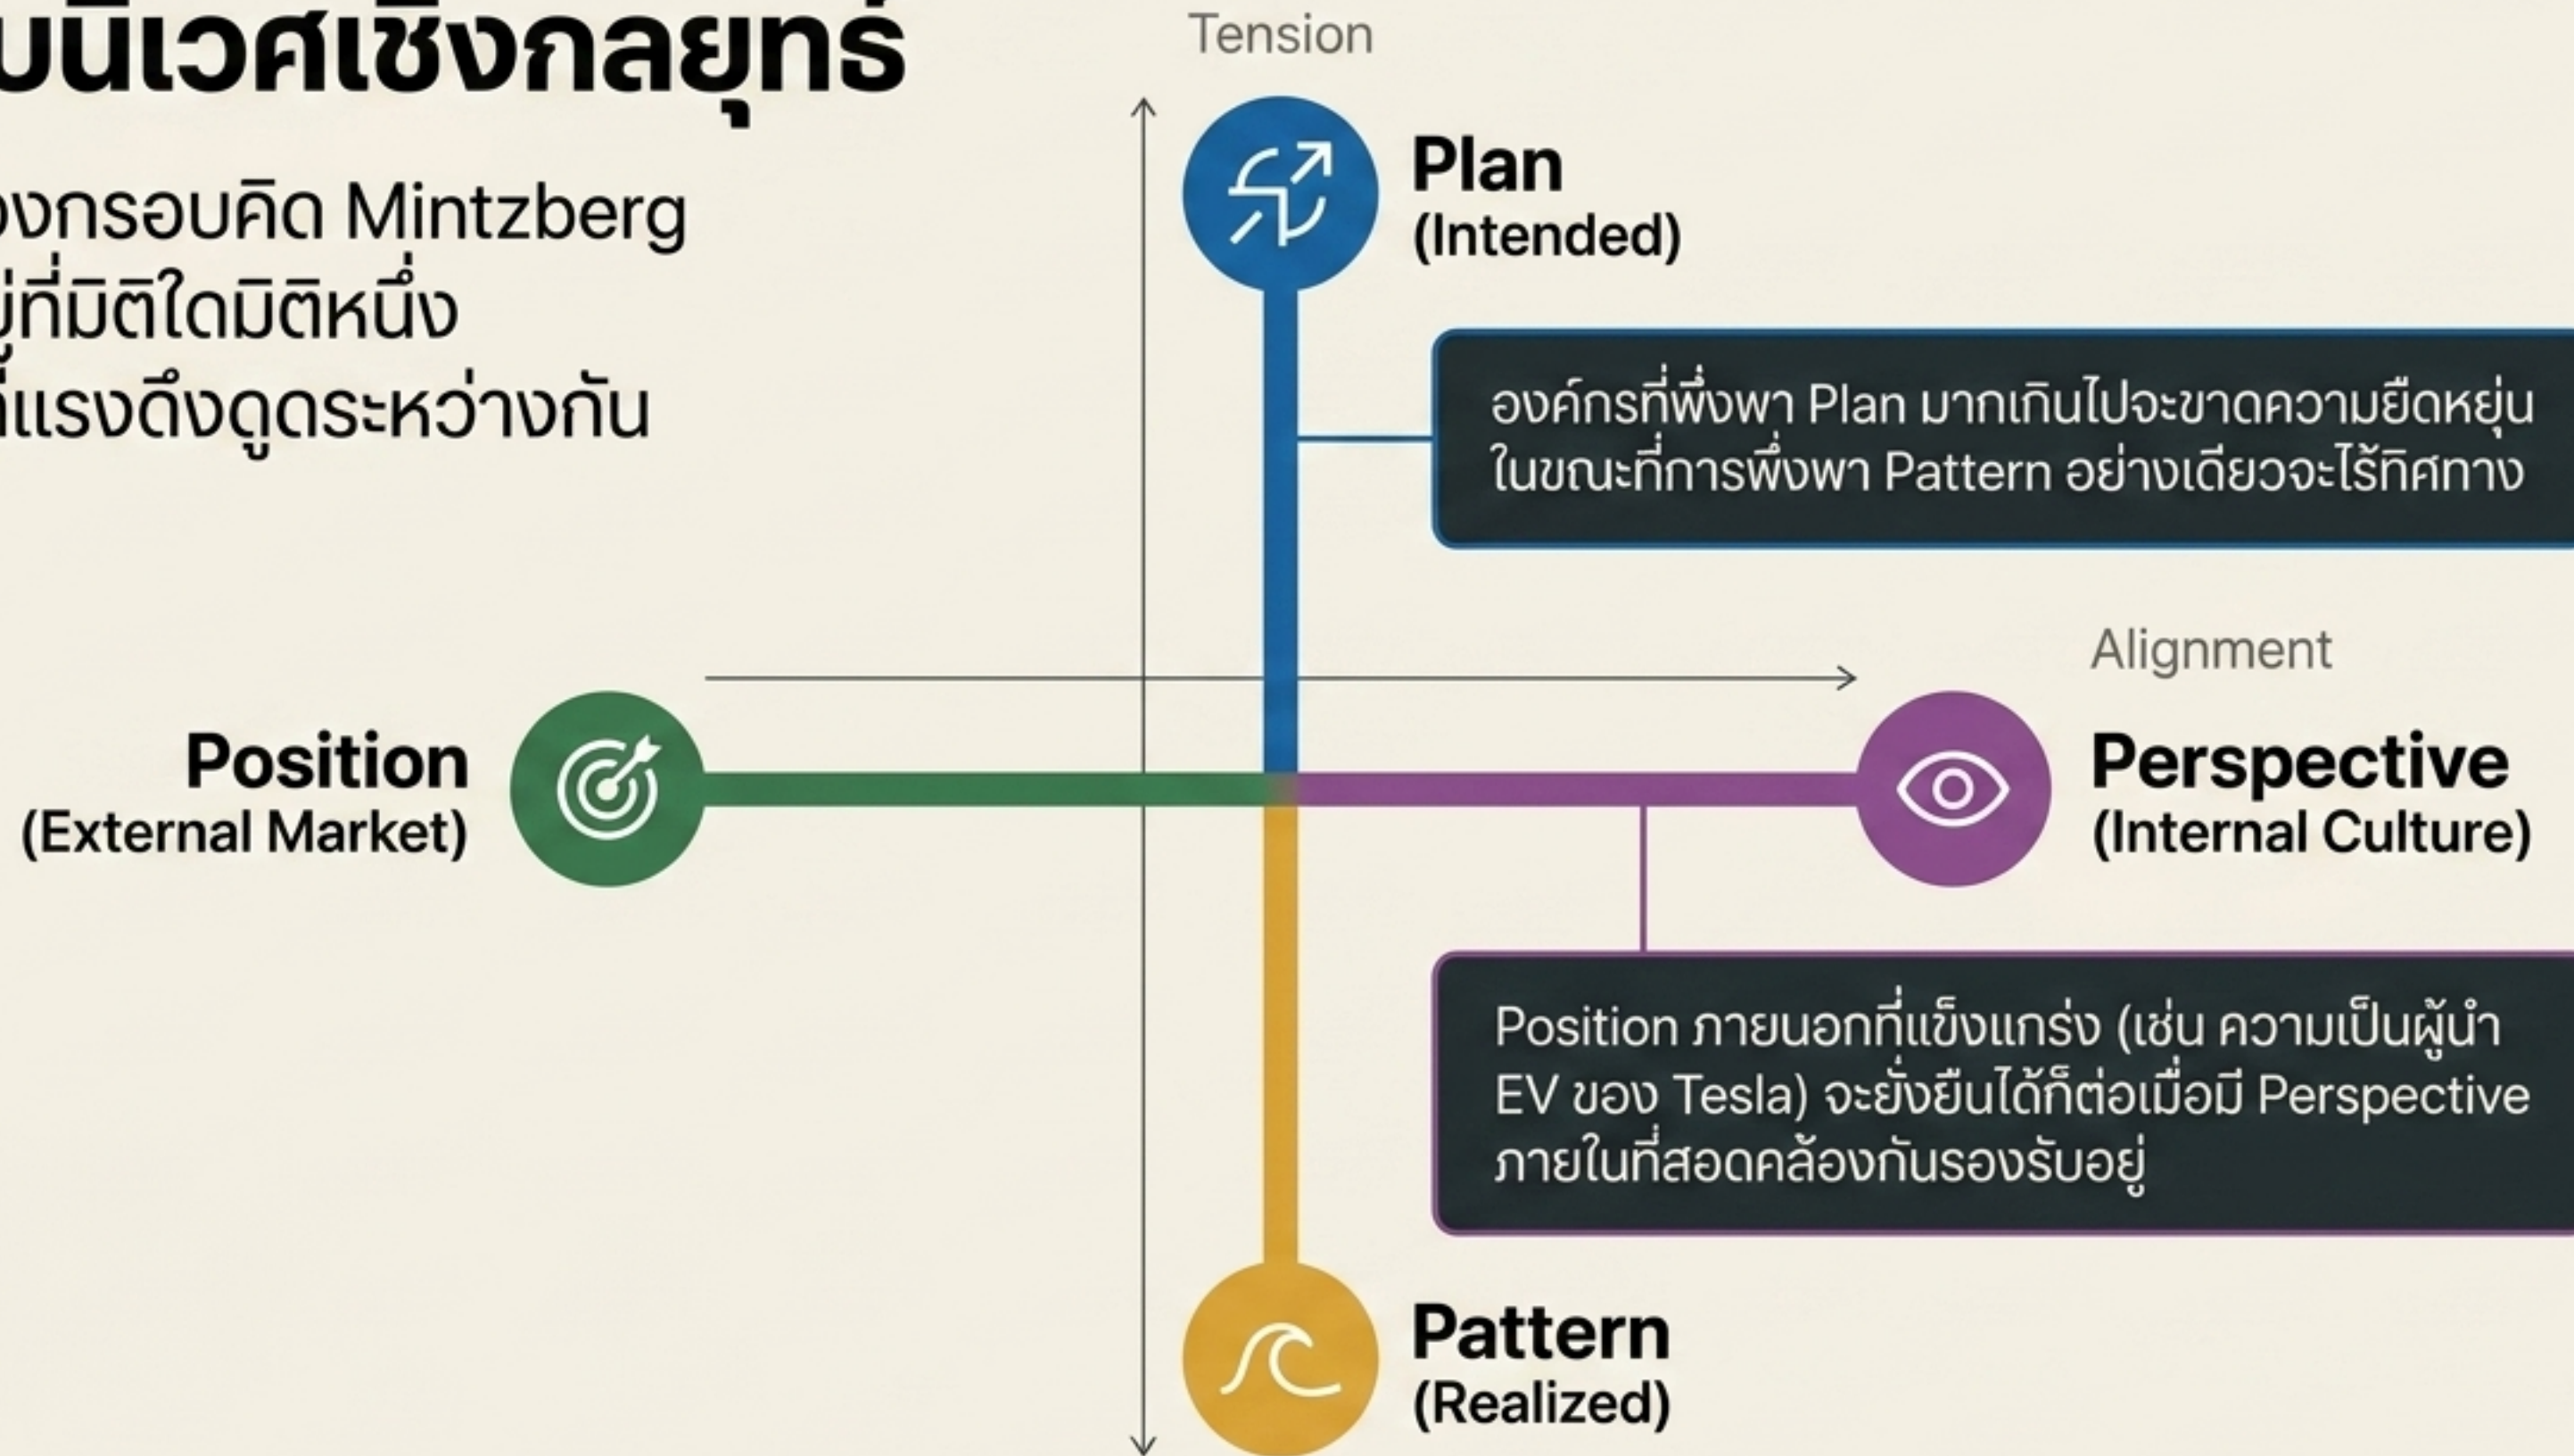 บนิเวศเชิงกลยุทธ์
องกรอบคิด Mintzberg
ยู่ที่มิติใดมิติหนึ่ง
ที่แรงดึงดูดระหว่างกัน
Tension
Plan
(Intended)
องค์กรที่พึ่งพา Plan มากเกินไปจะขาดความยืดหยุ่น
ในขณะที่การพึ่งพา Pattern อย่างเดียวจะไร้ทิศทาง
Alignment
Position
(External Market)
Perspective
(Internal Culture)
Position ภายนอกที่แข็งแกร่ง (เช่น ความเป็นผู้นำ
EV ของ Tesla) จะยั่งยืนได้ก็ต่อเมื่อมี Perspective
ภายในที่สอดคล้องกันรองรับอยู่
Pattern
(Realized)